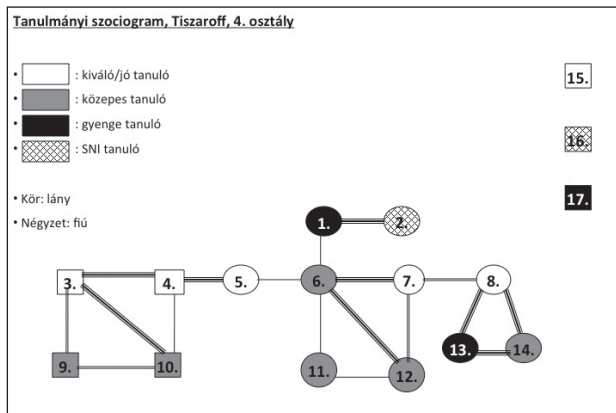 Tanulmányi szociogram, Tiszaroff, 4. osztály
• : kiváló/jó tanuló
• : közepes tanuló
• : gyenge tanuló
• : SNI tanuló
• Kör: lány
• Négyzet: fiú
15.
16.
17.
1.
2.
3.
4.
5.
6.
7.
8.
9.
10.
11.
12.
13.
14.